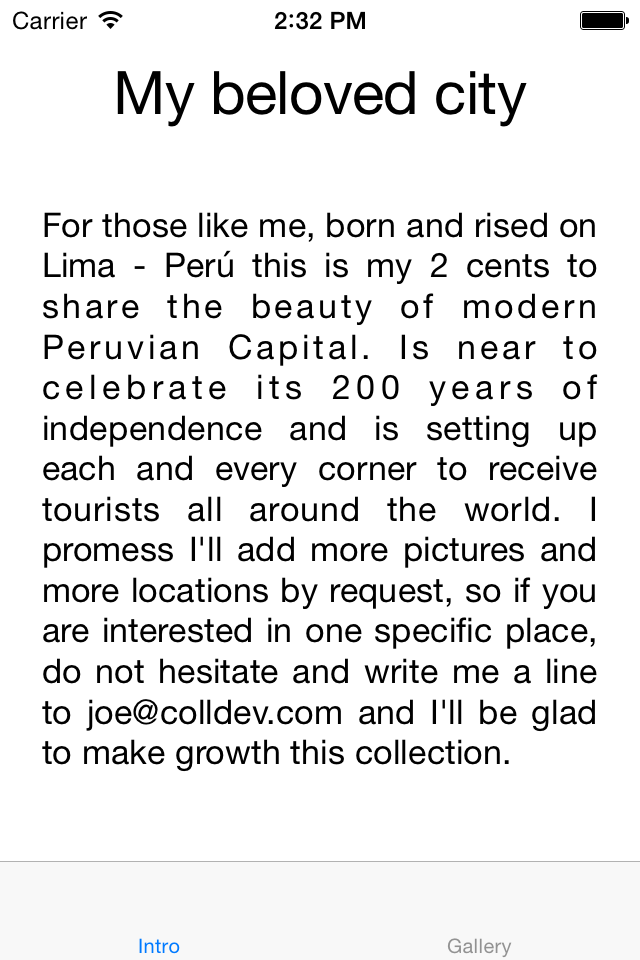 Carrier 2:32 PM
My beloved city
For those like me, born and rised on
Lima - Perú this is my 2 cents to
share the beauty of modern
Peruvian Capital. Is near to
celebrate its 200 years of
independence and is setting up
each and every corner to receive
tourists all around the world. I
promess I'll add more pictures and
more locations by request, so if you
are interested in one specific place,
do not hesitate and write me a line
to joe@colldev.com and I'll be glad
to make growth this collection.
Intro Gallery